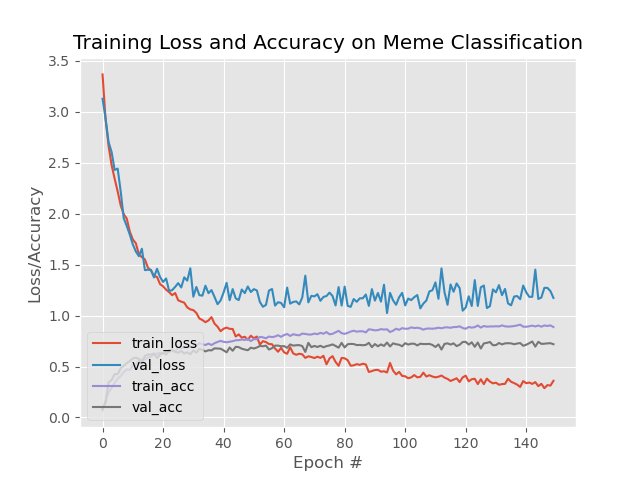 Training Loss and Accuracy on Meme Classification
3.5
3.0
2.5
2.0
1.5
1.0
0.5
0.0
Loss/Accuracy
train_loss
val_loss
train_acc
val_acc
0 20 40 60 80 100 120 140
Epoch #